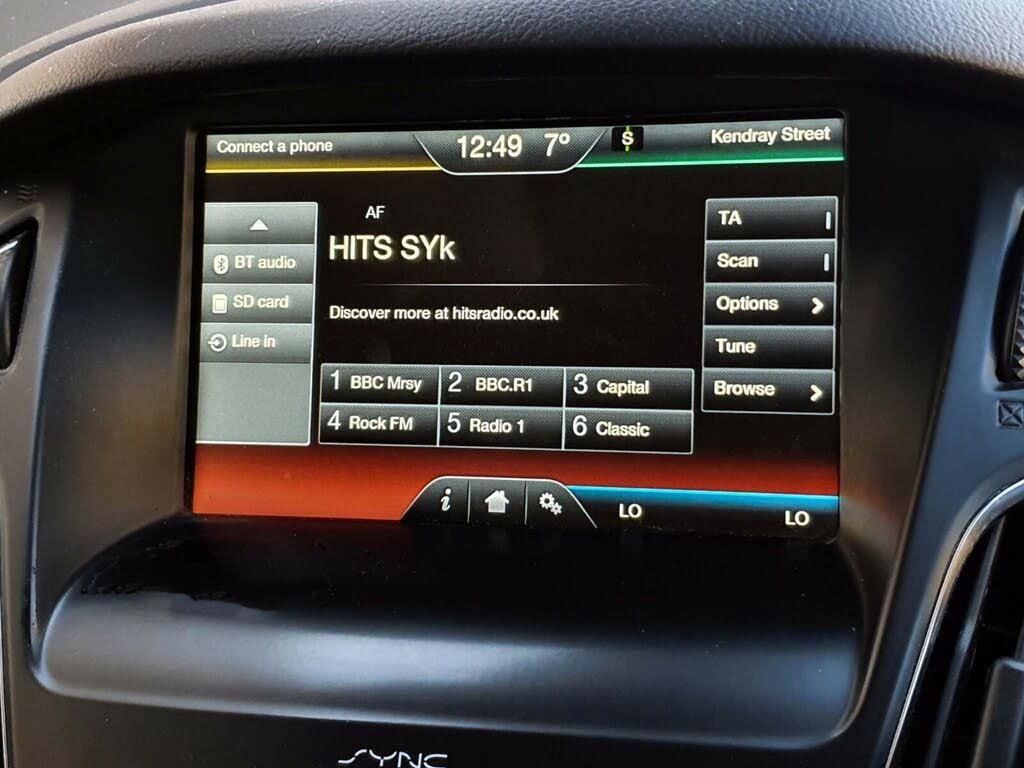 Connect a phone
12:49 7°
S
Kendray Street
AF
HITS SYk
Discover more at hitsradio.co.uk
BT audio
SD card
Line in
TA
Scan
Options
Tune
Browse
1 BBC Mrsy 2 BBC.R1 3 Capital
4 Rock FM 5 Radio 1 6 Classic
i
LO LO
SYNC